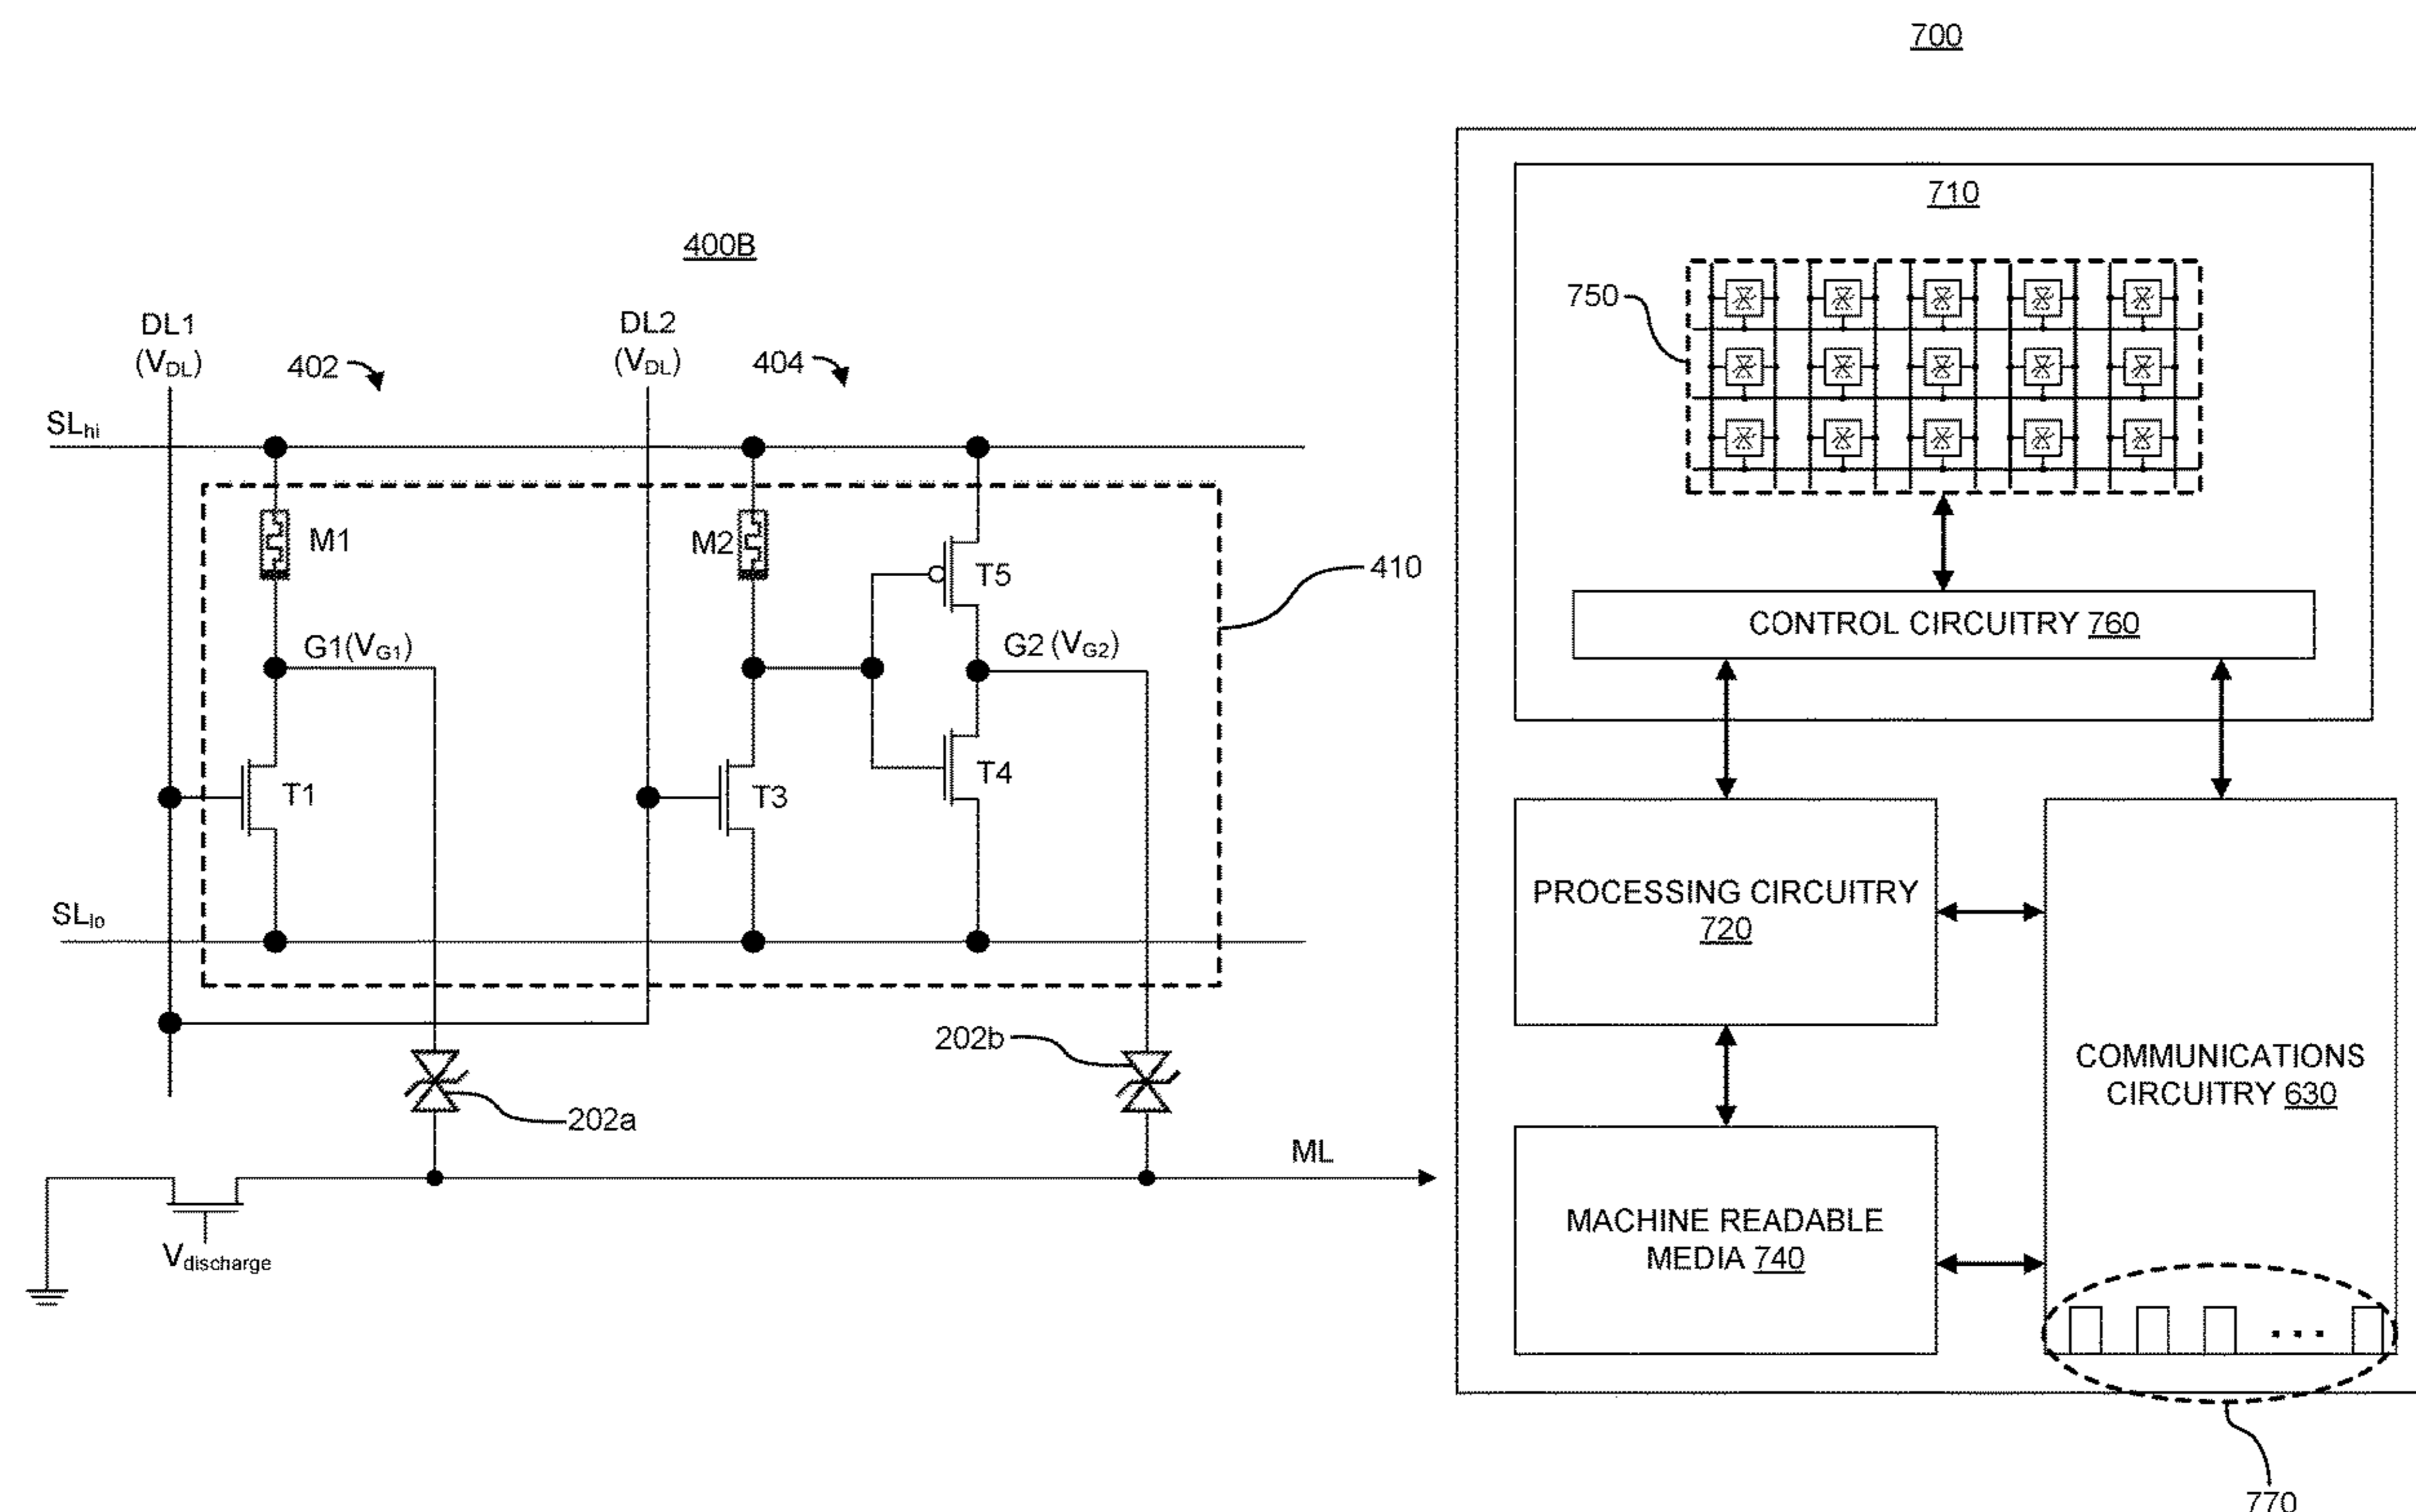 400B
DL1
(VDL)
402
DL2
(VDL)
404
SLhi
M1
M2
T5
410
G1(VG1)
G2 (VG2)
T1
T3
T4
SLlo
202b
202a
ML
Vdischarge
700
710
750
CONTROL CIRCUITRY 760
PROCESSING CIRCUITRY
720
COMMUNICATIONS
CIRCUITRY 630
MACHINE READABLE
MEDIA 740
770